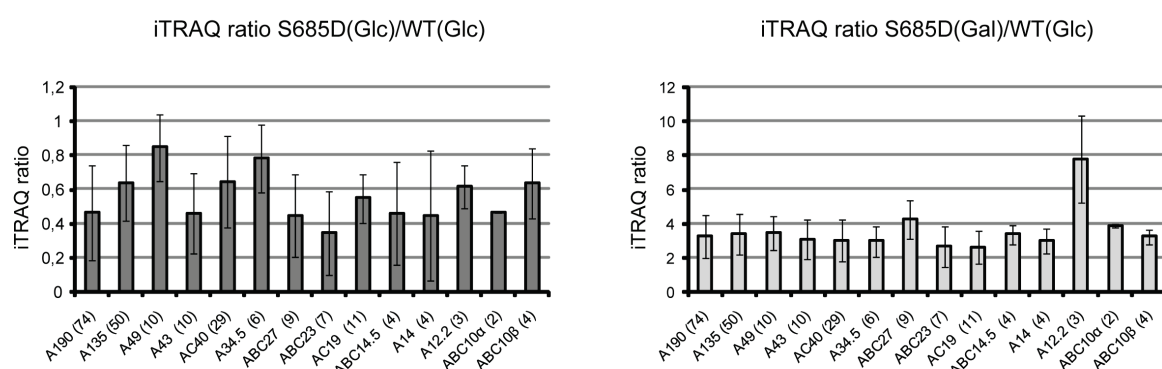 iTRAQ ratio S685D(Glc)/WT(Glc)
iTRAQ ratio
1,2
1
0,8
0,6
0,4
0,2
0
A190 (74)
A135 (50)
A49 (10)
A43 (10)
AC40 (29)
A34.5 (6)
ABC27 (9)
ABC23 (7)
AC19 (11)
ABC14.5 (4)
A14 (4)
A12.2 (3)
ABC10α (2)
ABC10β (4)
iTRAQ ratio S685D(Gal)/WT(Glc)
iTRAQ ratio
12
10
8
6
4
2
0
A190 (74)
A135 (50)
A49 (10)
A43 (10)
AC40 (29)
A34.5 (6)
ABC27 (9)
ABC23 (7)
AC19 (11)
ABC14.5 (4)
A14 (4)
A12.2 (3)
ABC10α (2)
ABC10β (4)